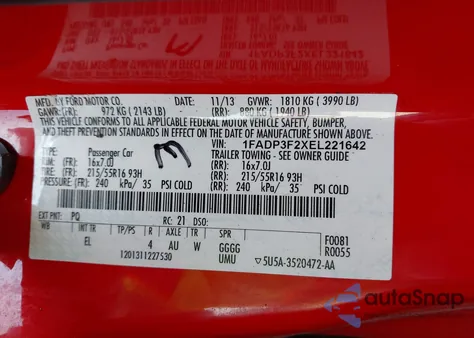 1FADP3F2XEL221642
MFD. BY FORD MOTOR CO. DATE: 11/13 GVWR: 1810 KG ( 3990 LB)
GAWR:(FR): 972 KG ( 2143 LB) (RR): 880 KG ( 1940 LB)
THIS VEHICLE CONFORMS TO ALL APPLICABLE FEDERAL MOTOR VEHICLE SAFETY, BUMPER,
AND THEFT PREVENTION STANDARDS IN EFFECT ON THE DATE OF MANUFACTURE SHOWN ABOVE.
VIN: 1FADP3F2XEL221642
TYPE: Passenger Car TRAILER TOWING - SEE OWNER GUIDE
RIM: (FR): 16x7.0J (RR): 16x7.0J
TIRE: (FR): 215/55R16 93H (RR): 215/55R16 93H
PRESSURE: (FR): 240 kPa/ 35 PSI COLD (RR): 240 kPa/ 35 PSI COLD
EXT PNT: PQ RC: 21 DSO:
WB INT TR TP/PS R AXLE TR SPR F0081
EL 4 AU W GGGG R0055
1201311227530 UMU 5U5A-3520472-AA
autoSnap